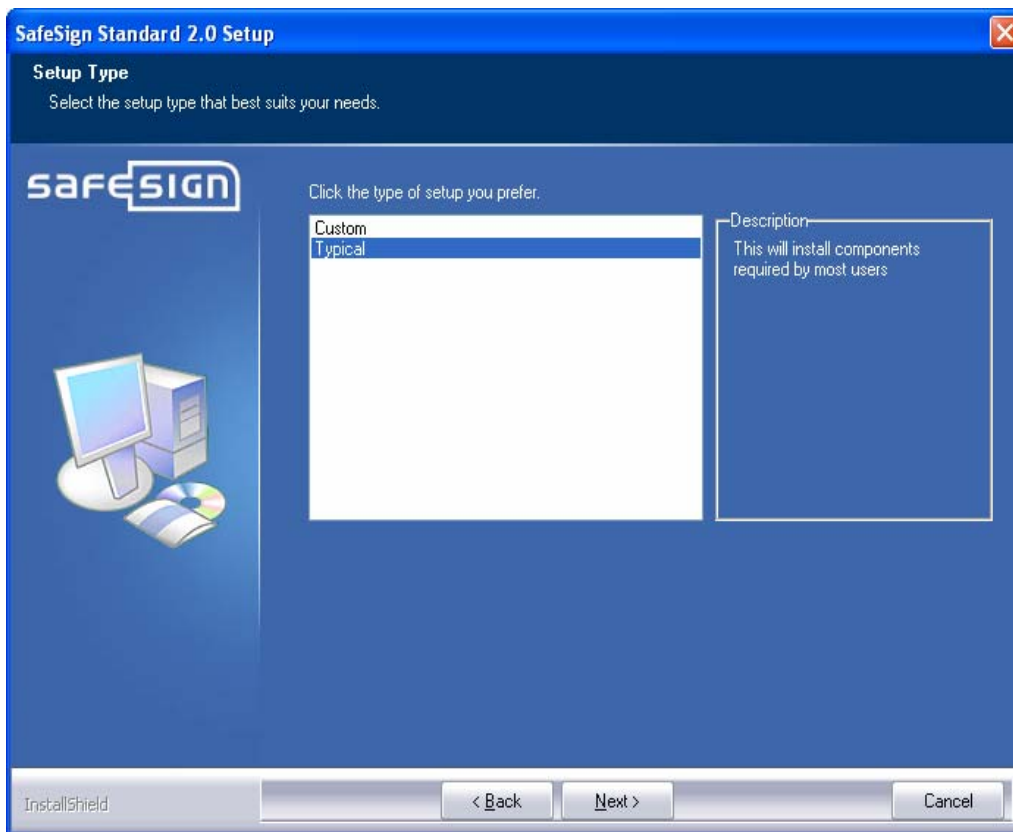 SafeSign Standard 2.0 Setup
Setup Type
Select the setup type that best suits your needs.
safesign
Click the type of setup you prefer.
Custom
Typical
Description
This will install components
required by most users
InstallShield
< Back
Next >
Cancel